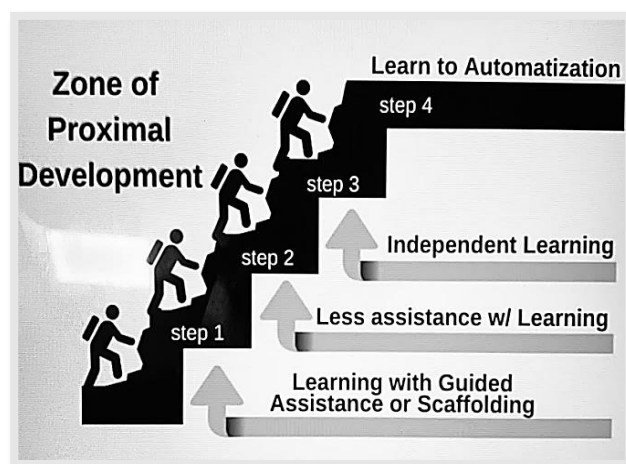 Zone of
Proximal
Development
Learn to Automatization
step 4
step 3
Independent Learning
step 2
Less assistance w/ Learning
step 1
Learning with Guided
Assistance or Scaffolding